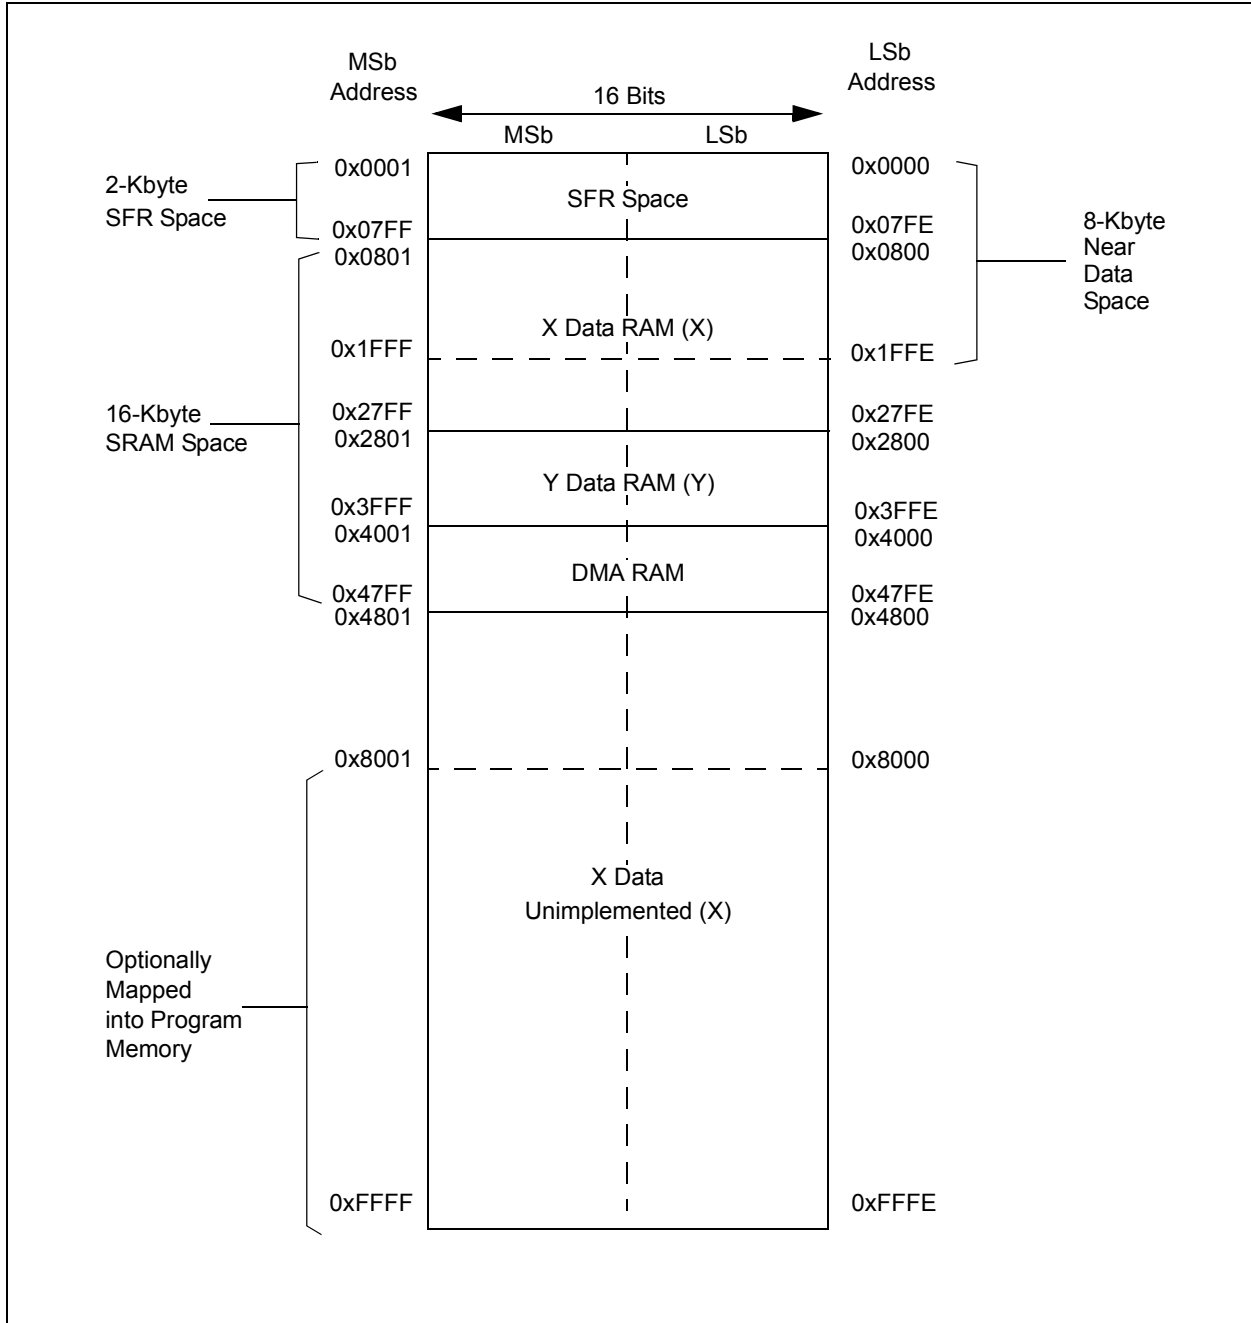 MSb
Address
LSb
Address
16 Bits
MSb
LSb
2-Kbyte
SFR Space
0x0001
SFR Space
0x0000
0x07FF
0x07FE
0x0801
0x0800
8-Kbyte
Near
Data
Space
X Data RAM (X)
0x1FFF
0x1FFE
16-Kbyte
SRAM Space
0x27FF
0x27FE
0x2801
0x2800
Y Data RAM (Y)
0x3FFF
0x3FFE
0x4001
0x4000
DMA RAM
0x47FF
0x47FE
0x4801
0x4800
0x8001
0x8000
X Data
Unimplemented (X)
Optionally
Mapped
into Program
Memory
0xFFFF
0xFFFE